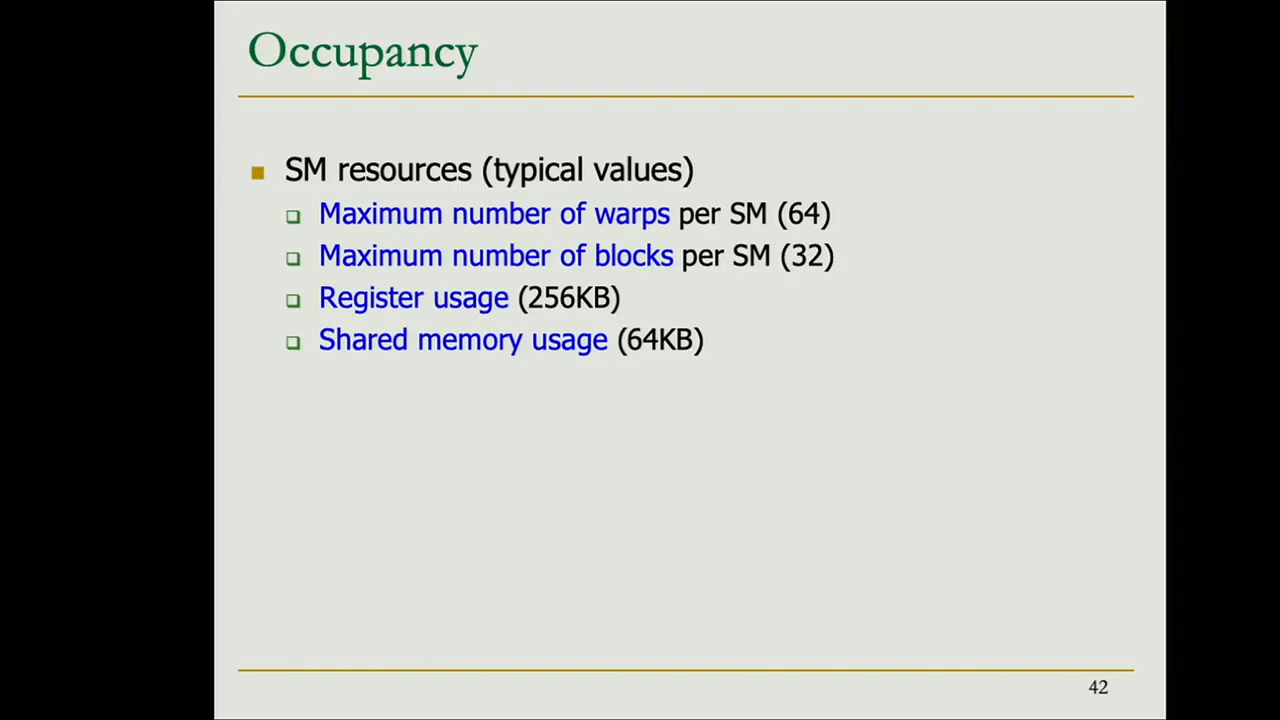 Occupancy
SM resources (typical values)
Maximum number of warps per SM (64)
Maximum number of blocks per SM (32)
Register usage (256KB)
Shared memory usage (64KB)
42